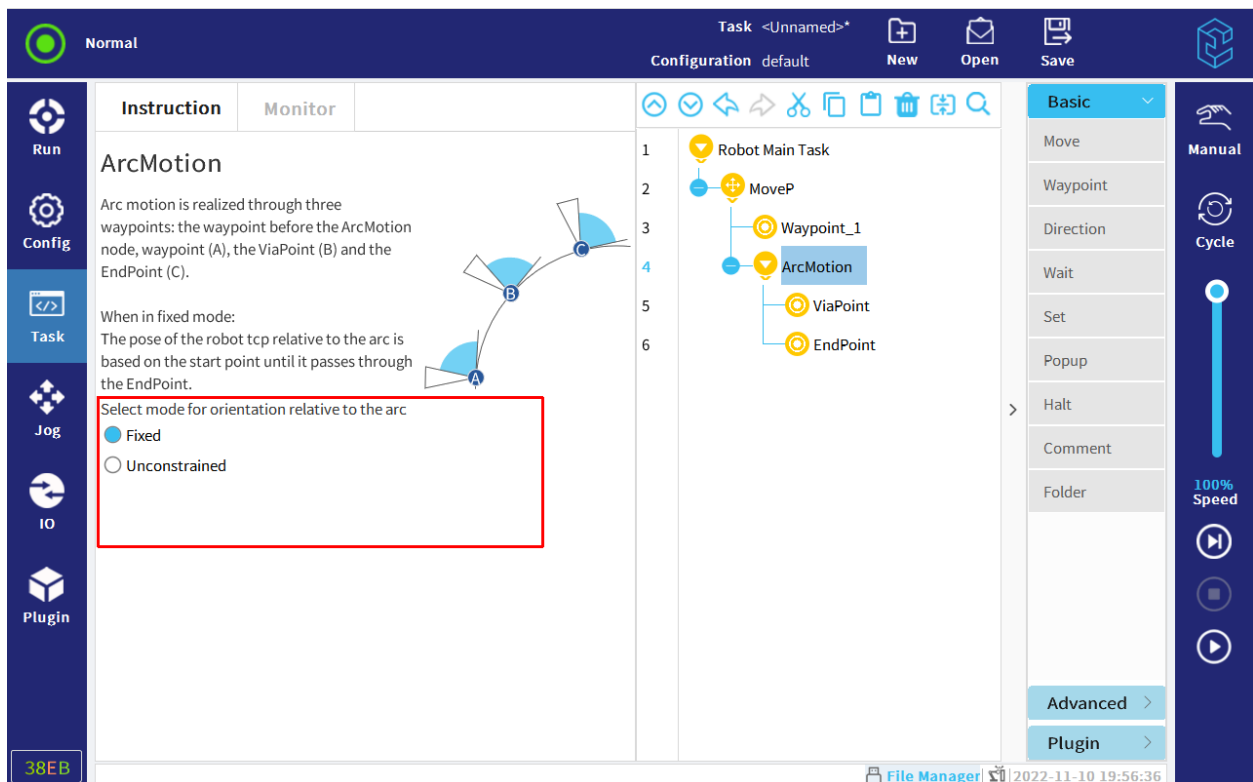 Normal
Task <Unnamed>*
Configuration default
New
Open
Save
Run
Config
Task
Jog
IO
Plugin
38EB
Instruction
Monitor
ArcMotion
Arc motion is realized through three
waypoints: the waypoint before the ArcMotion
node, waypoint (A), the ViaPoint (B) and the
EndPoint (C).
When in fixed mode:
The pose of the robot tcp relative to the arc is
based on the start point until it passes through
the EndPoint.
A
B
C
Select mode for orientation relative to the arc
Fixed
Unconstrained
1 Robot Main Task
2 MoveP
3 Waypoint_1
4 ArcMotion
5 ViaPoint
6 EndPoint
Basic
Move
Waypoint
Direction
Wait
Set
Popup
Halt
Comment
Folder
Advanced
Plugin
Manual
Cycle
100%
Speed
File Manager
2022-11-10 19:56:36